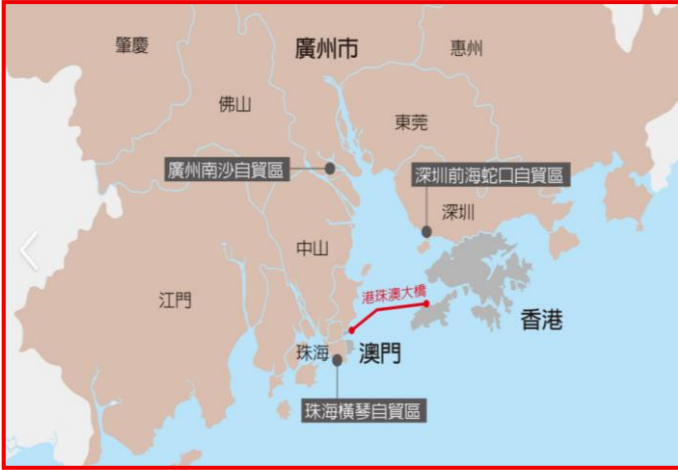 肇慶
廣州市
惠州
佛山
東莞
廣州南沙自貿區
深圳前海蛇口自貿區
深圳
中山
江門
港珠澳大橋
香港
珠海
澳門
珠海橫琴自貿區